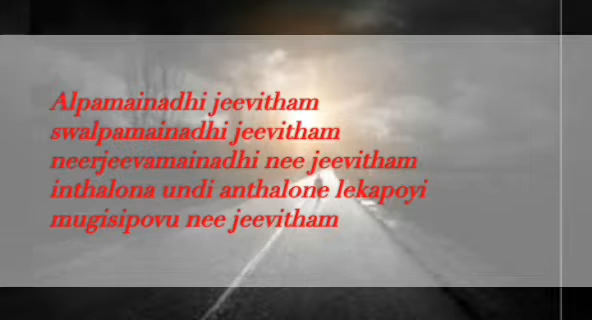 Alpamainadhi jeevitham
swalpamainadhi jeevitham
neerjeevamainadhi nee jeevitham
inthalona undi anthalone lekapoyi
mugisipovu nee jeevitham